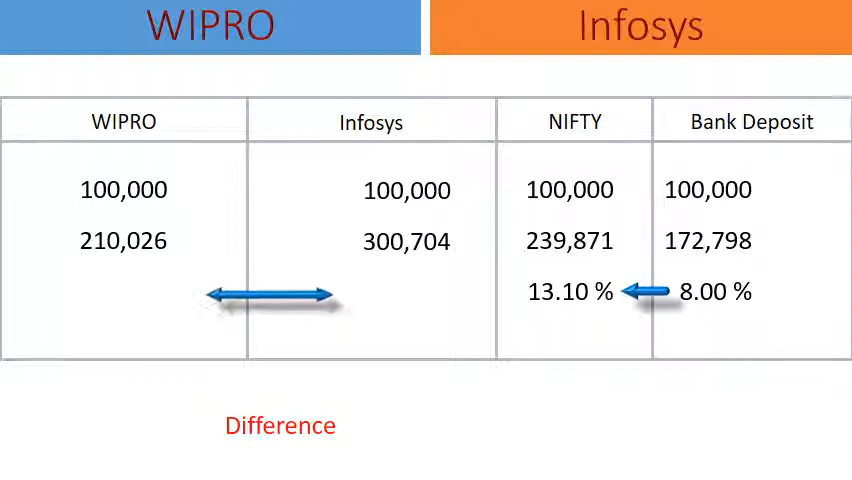 WIPRO Infosys
WIPRO Infosys NIFTY Bank Deposit
100,000 100,000 100,000 100,000
210,026 300,704 239,871 172,798
13.10 % 8.00 %
Difference